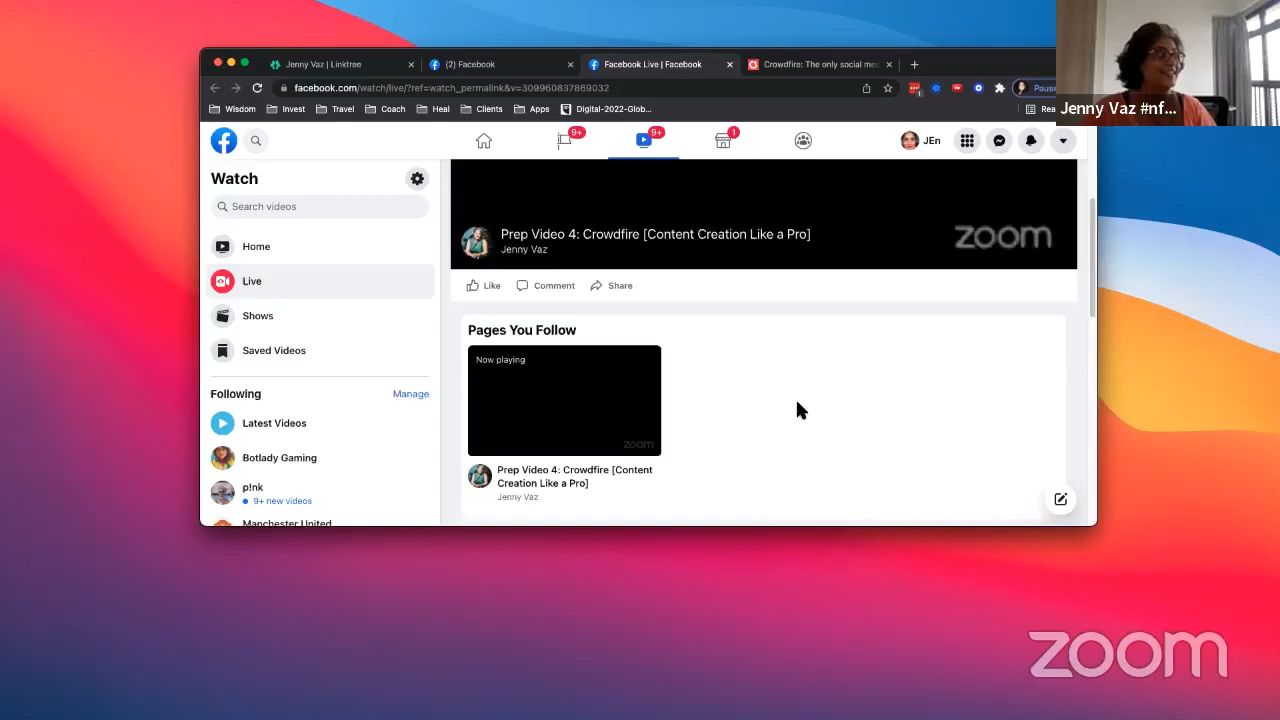 Jenny Vaz | Linktree
(2) Facebook
Facebook Live | Facebook
Crowdfire: The only social me
facebook.com/watch/live/?ref=watch_permalink&v=309960837869032
1
Pause
Wisdom
Invest
Travel
Coach
Heal
Clients
Apps
Digital-2022-Glob...
Rea
Jenny Vaz #nf...
9+
9+
1
JEn
Watch
Search videos
Home
Live
Shows
Saved Videos
Following
Manage
Latest Videos
Botlady Gaming
p!nk
9+ new videos
Manchester United
Prep Video 4: Crowdfire [Content Creation Like a Pro]
Jenny Vaz
zoom
Like
Comment
Share
Pages You Follow
Now playing
zoom
Prep Video 4: Crowdfire [Content
Creation Like a Pro]
Jenny Vaz
zoom